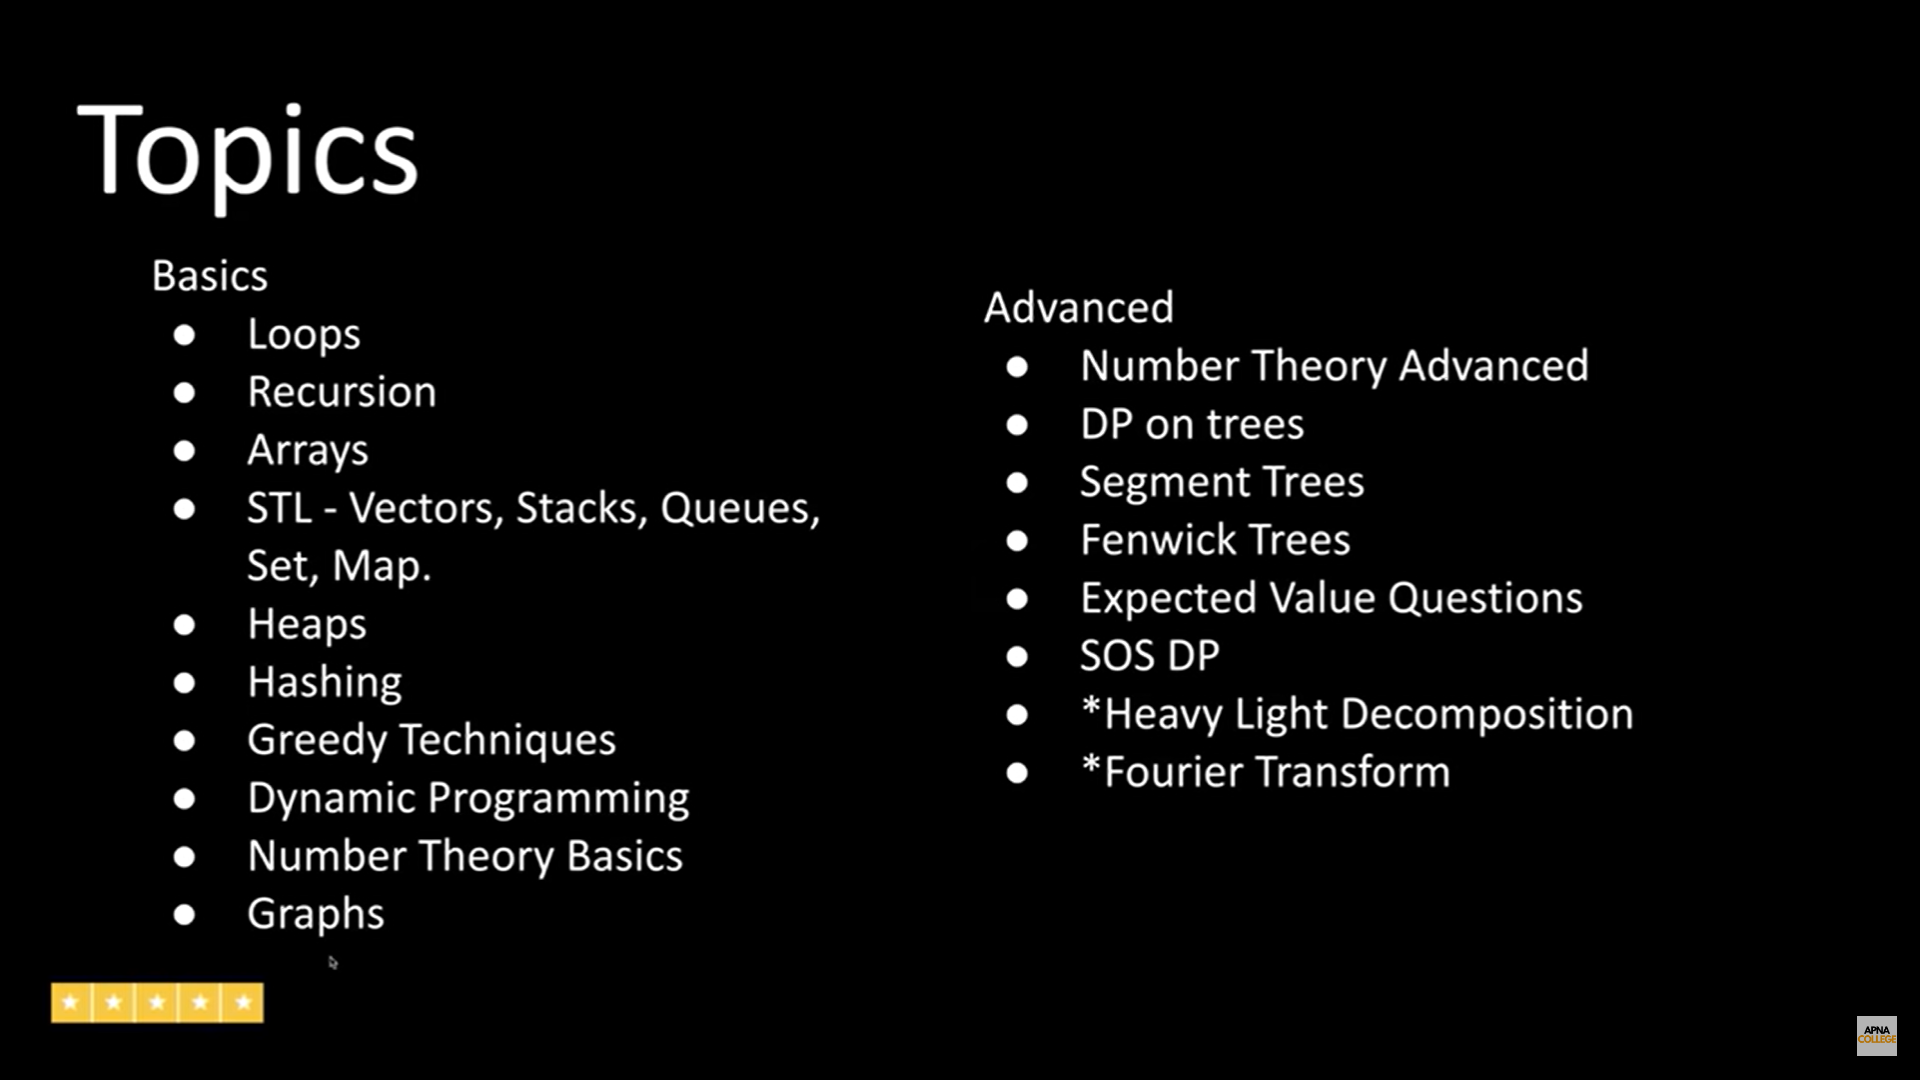 Topics
Basics
● Loops
● Recursion
● Arrays
● STL - Vectors, Stacks, Queues,
Set, Map.
● Heaps
● Hashing
● Greedy Techniques
● Dynamic Programming
● Number Theory Basics
● Graphs
Advanced
● Number Theory Advanced
● DP on trees
● Segment Trees
● Fenwick Trees
● Expected Value Questions
● SOS DP
● *Heavy Light Decomposition
● *Fourier Transform
APNA
COLLEGE